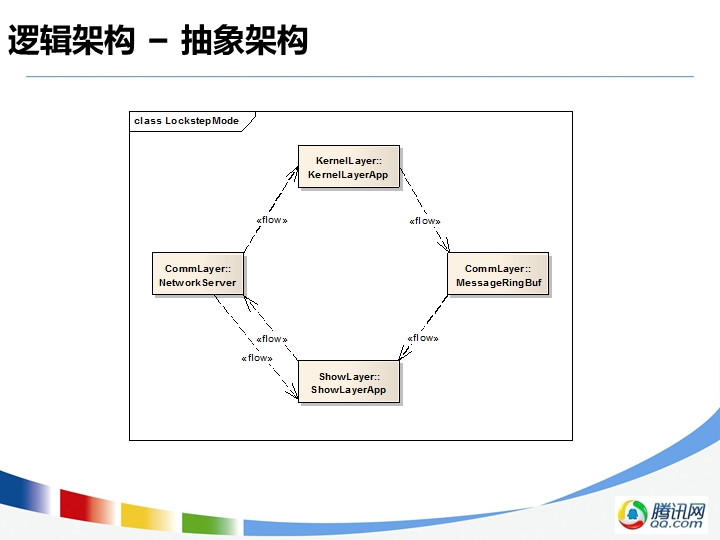 逻辑架构 – 抽象架构
class LockstepMode
KernelLayer::
KernelLayerApp
«flow»
«flow»
CommLayer::
NetworkServer
CommLayer::
MessageRingBuf
«flow»
«flow»
«flow»
ShowLayer::
ShowLayerApp
腾讯网
QQ.com